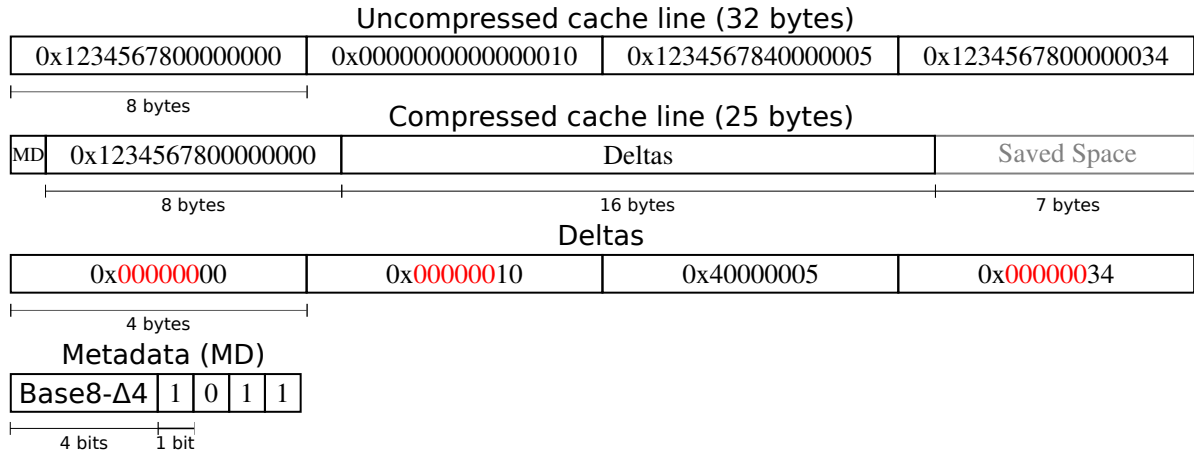 Uncompressed cache line (32 bytes)
0x1234567800000000 0x0000000000000010 0x1234567840000005 0x1234567800000034
8 bytes
Compressed cache line (25 bytes)
MD 0x1234567800000000 Deltas Saved Space
8 bytes 16 bytes 7 bytes
Deltas
0x00000000 0x00000010 0x40000005 0x00000034
4 bytes
Metadata (MD)
Base8-Δ4 1 0 1 1
4 bits 1 bit